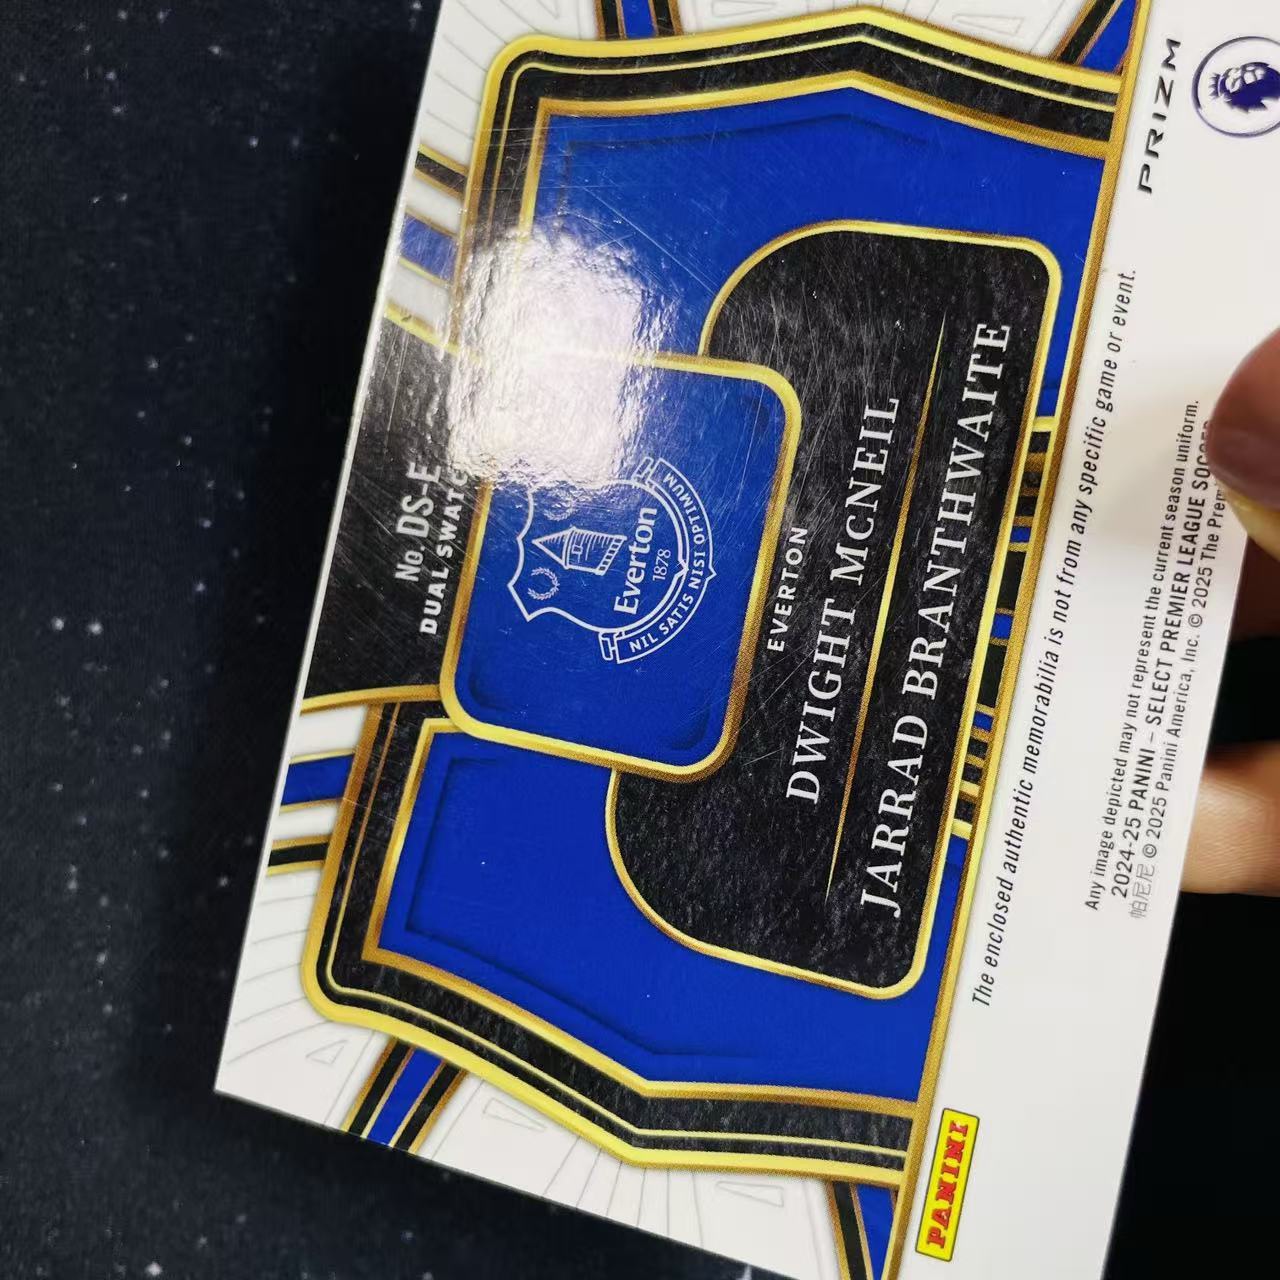 No. DS-E
DUAL SWATC
Everton
1878
NIL SATIS NISI OPTIMUM
EVERTON
DWIGHT McNEIL
JARRAD BRANTHWAITE
PRIZM
The enclosed authentic memorabilia is not from any specific game or event.
Any image depicted may not represent the current season uniform.
2024-25 PANINI – SELECT PREMIER LEAGUE SOCCER
帕尼尼 © 2025 Panini America, Inc. © 2025 The Prem
PANINI